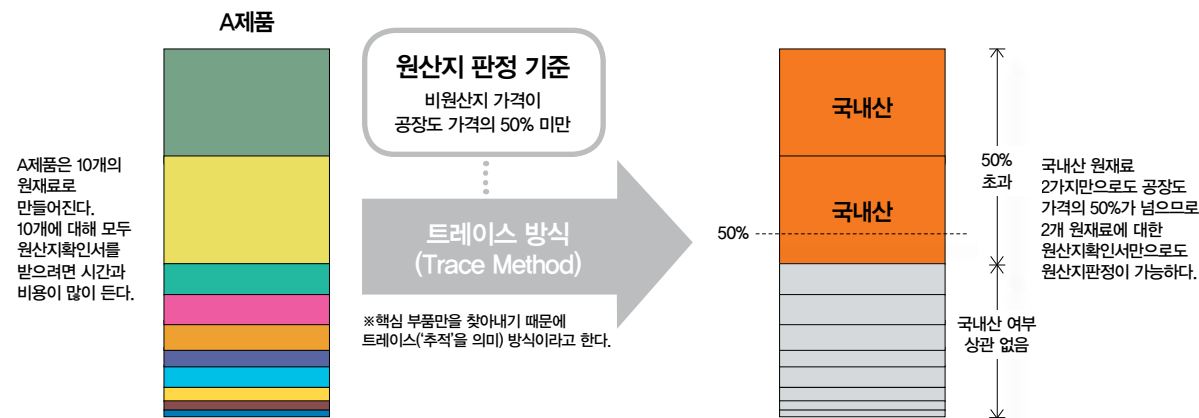 A제품
A제품은 10개의
원재료로
만들어진다.
10개에 대해 모두
원산지확인서를
받으려면 시간과
비용이 많이 든다.
원산지 판정 기준
비원산지 가격이
공장도 가격의 50% 미만
트레이스 방식
(Trace Method)
※핵심 부품만을 찾아내기 때문에
트레이스(‘추적’을 의미) 방식이라고 한다.
국내산
국내산
50%
50%
초과
국내산 여부
상관 없음
국내산 원재료
2가지만으로도 공장도
가격의 50%가 넘으므로
2개 원재료에 대한
원산지확인서만으로도
원산지판정이 가능하다.